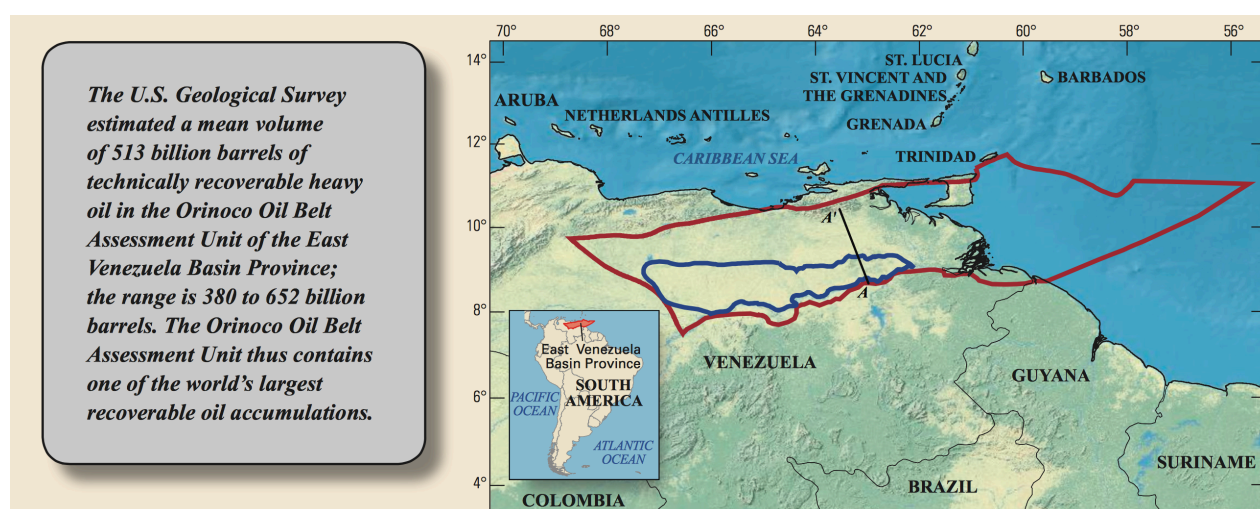 The U.S. Geological Survey
estimated a mean volume
of 513 billion barrels of
technically recoverable heavy
oil in the Orinoco Oil Belt
Assessment Unit of the East
Venezuela Basin Province;
the range is 380 to 652 billion
barrels. The Orinoco Oil Belt
Assessment Unit thus contains
one of the world's largest
recoverable oil accumulations.
70°
68°
66°
64°
62°
60°
58°
56°
14°
12°
10°
8°
6°
4°
ST. LUCIA
ST. VINCENT AND
THE GRENADINES
BARBADOS
ARUBA
NETHERLANDS ANTILLES
GRENADA
CARIBBEAN SEA
TRINIDAD
A'
A
VENEZUELA
GUYANA
SURINAME
BRAZIL
COLOMBIA
East Venezuela
Basin Province
SOUTH
AMERICA
PACIFIC
OCEAN
ATLANTIC
OCEAN